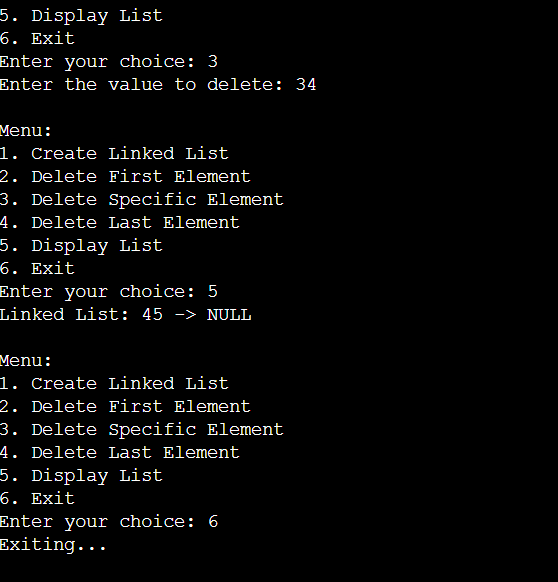 5. Display List
6. Exit
Enter your choice: 3
Enter the value to delete: 34
Menu:
1. Create Linked List
2. Delete First Element
3. Delete Specific Element
4. Delete Last Element
5. Display List
6. Exit
Enter your choice: 5
Linked List: 45 -> NULL
Menu:
1. Create Linked List
2. Delete First Element
3. Delete Specific Element
4. Delete Last Element
5. Display List
6. Exit
Enter your choice: 6
Exiting...